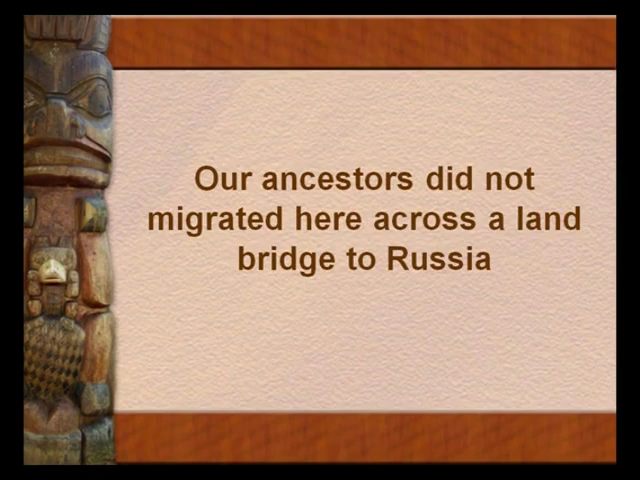 Our ancestors did not
migrated here across a land
bridge to Russia